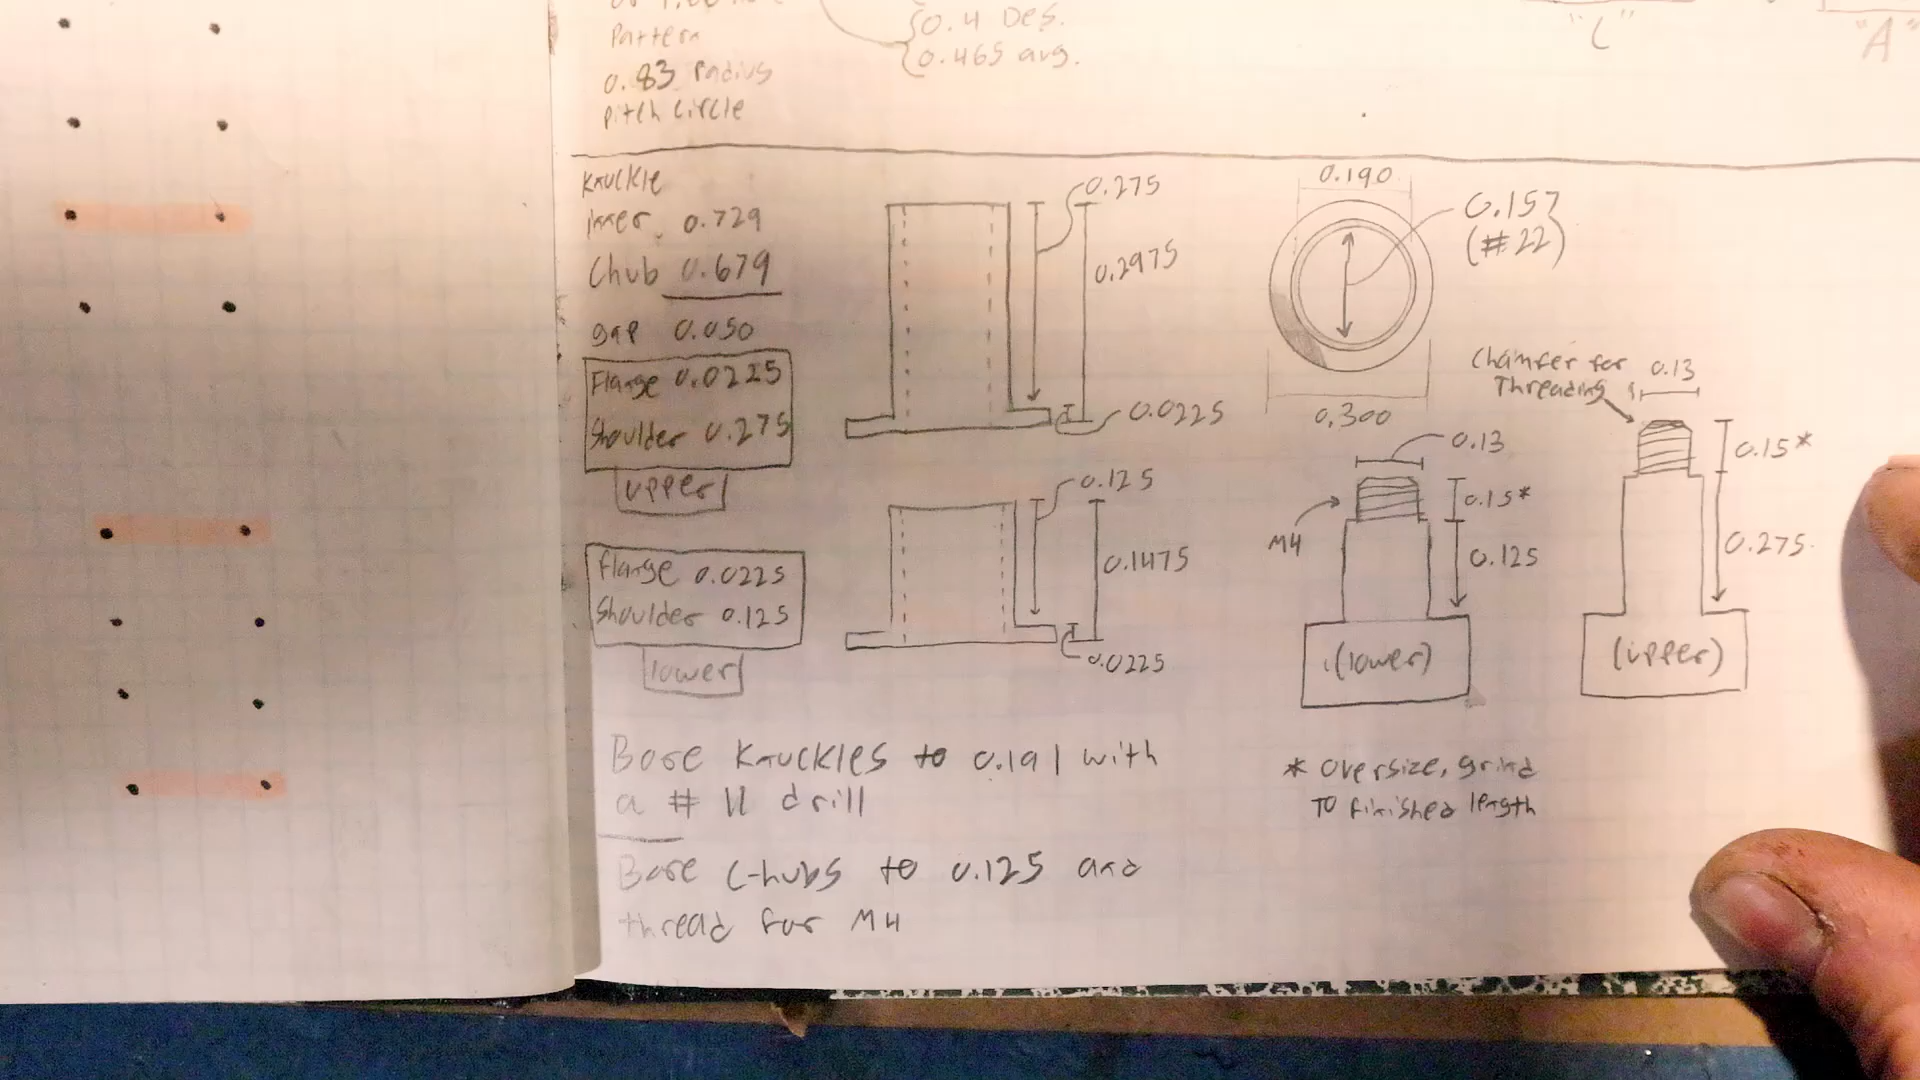 Pattern
0.83 radius
pitch circle
{0.4 Des.
{0.465 avg.
"C"
"A"
Knuckle
inner 0.729
Chub 0.679
gap 0.050
Flange 0.0225
Shoulder 0.275
upper
Flange 0.0225
Shoulder 0.125
lower
0.275
0.2975
0.0225
0.125
0.1475
0.0225
0.190
0.157
(#22)
0.300
Chamfer for
Threading
0.13
0.15*
0.275
(upper)
0.13
0.15*
M4
0.125
(lower)
* oversize, grind
To finished length
Bore Knuckles to 0.191 with
a # 11 drill
Bore C-hubs to 0.125 and
thread for M4